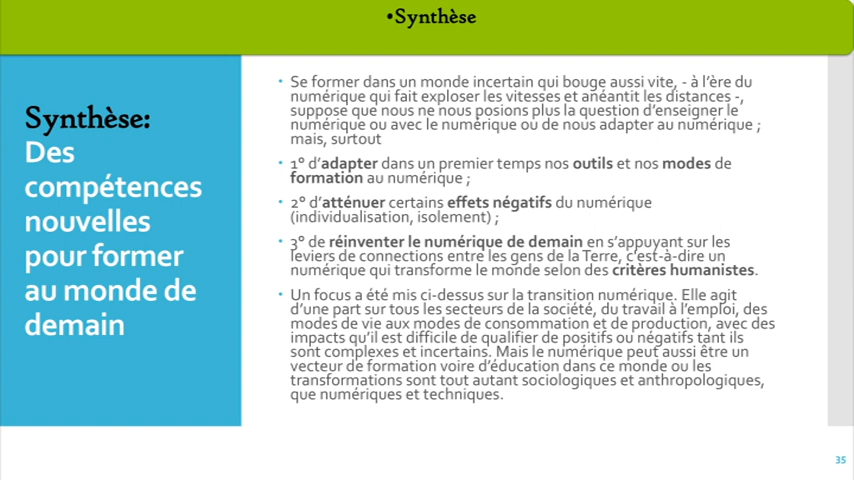 •Synthèse
Synthèse:
Des
compétences
nouvelles
pour former
au monde de
demain
• Se former dans un monde incertain qui bouge aussi vite, - à l’ère du
numérique qui fait exploser les vitesses et anéantit les distances -,
suppose que nous ne nous posions plus la question d’enseigner le
numérique ou avec le numérique ou de nous adapter au numérique ;
mais, surtout
• 1° d’adapter dans un premier temps nos outils et nos modes de
formation au numérique ;
• 2° d’atténuer certains effets négatifs du numérique
(individualisation, isolement) ;
• 3° de réinventer le numérique de demain en s’appuyant sur les
leviers de connections entre les gens de la Terre, c’est-à-dire un
numérique qui transforme le monde selon des critères humanistes.
• Un focus a été mis ci-dessus sur la transition numérique. Elle agit
d’une part sur tous les secteurs de la société, du travail à l’emploi, des
modes de vie aux modes de consommation et de production, avec des
impacts qu’il est difficile de qualifier de positifs ou négatifs tant ils
sont complexes et incertains. Mais le numérique peut aussi être un
vecteur de formation voire d’éducation dans ce monde ou les
transformations sont tout autant sociologiques et anthropologiques,
que numériques et techniques.
35